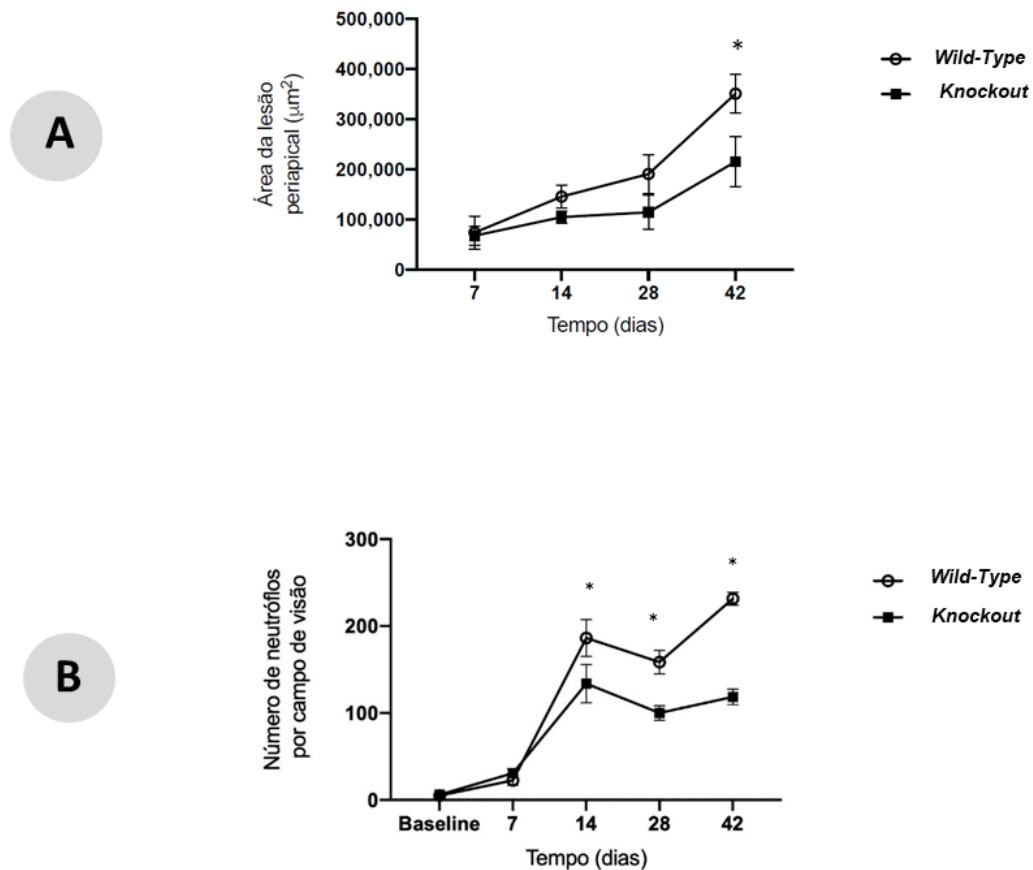 A
500,000
400,000
300,000
200,000
100,000
0
Área da lesão
periapical (µm²)
7 14 28 42
Tempo (dias)
*
Wild-Type
Knockout
B
300
200
100
0
Número de neutróflos
por campo de visão
Baseline 7 14 28 42
Tempo (dias)
* * *
Wild-Type
Knockout